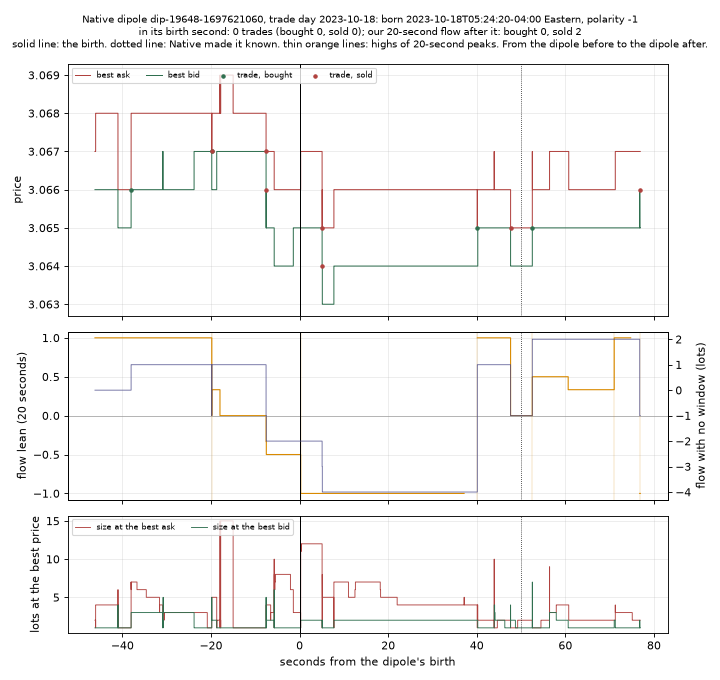 Native dipole dip-19648-1697621060, trade day 2023-10-18: born 2023-10-18T05:24:20-04:00 Eastern, polarity -1
in its birth second: 0 trades (bought 0, sold 0); our 20-second flow after it: bought 0, sold 2
solid line: the birth. dotted line: Native made it known. thin orange lines: highs of 20-second peaks. From the dipole before to the dipole after.
best ask best bid trade, bought trade, sold
3.069
3.068
3.067
3.066
3.065
3.064
3.063
price
1.0
0.5
0.0
−0.5
−1.0
flow lean (20 seconds)
2
1
0
−1
−2
−3
−4
flow with no window (lots)
size at the best ask size at the best bid
15
10
5
lots at the best price
−40 −20 0 20 40 60 80
seconds from the dipole's birth